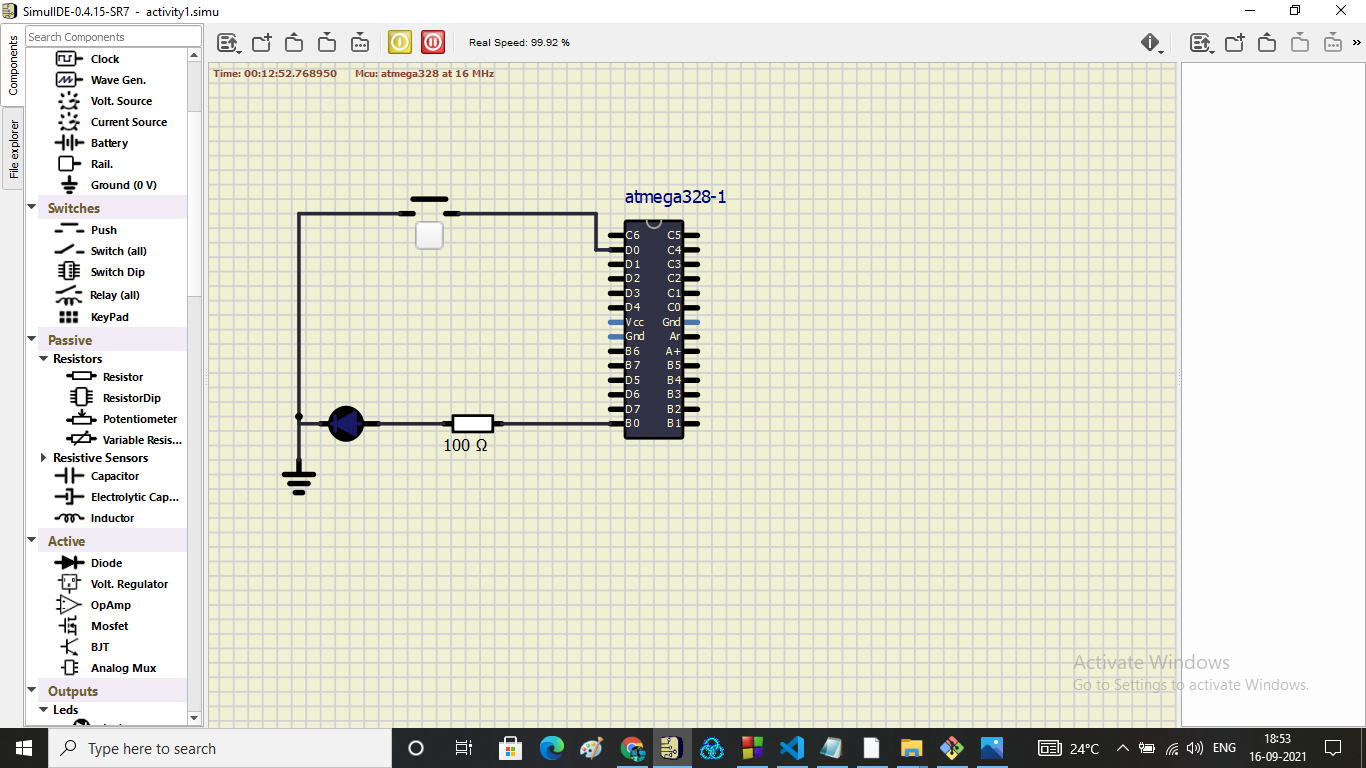 SimulIDE-0.4.15-SR7 - activity1.simu
Components
File explorer
Search Components
Clock
Wave Gen.
Volt. Source
Current Source
Battery
Rail.
Ground (0 V)
Switches
Push
Switch (all)
Switch Dip
Relay (all)
KeyPad
Passive
Resistors
Resistor
ResistorDip
Potentiometer
Variable Resis...
Resistive Sensors
Capacitor
Electrolytic Cap...
Inductor
Active
Diode
Volt. Regulator
OpAmp
Mosfet
BJT
Analog Mux
Outputs
Leds
Real Speed: 99.92 %
»
Time: 00:12:52.768950 Mcu: atmega328 at 16 MHz
atmega328-1
C6 C5
D0 C4
D1 C3
D2 C2
D3 C1
D4 C0
Vcc Gnd
Gnd Ar
B6 A+
B7 B5
D5 B4
D6 B3
D7 B2
B0 B1
100 Ω
Activate Windows
Go to Settings to activate Windows.
Type here to search
24°C
ENG
18:53
16-09-2021